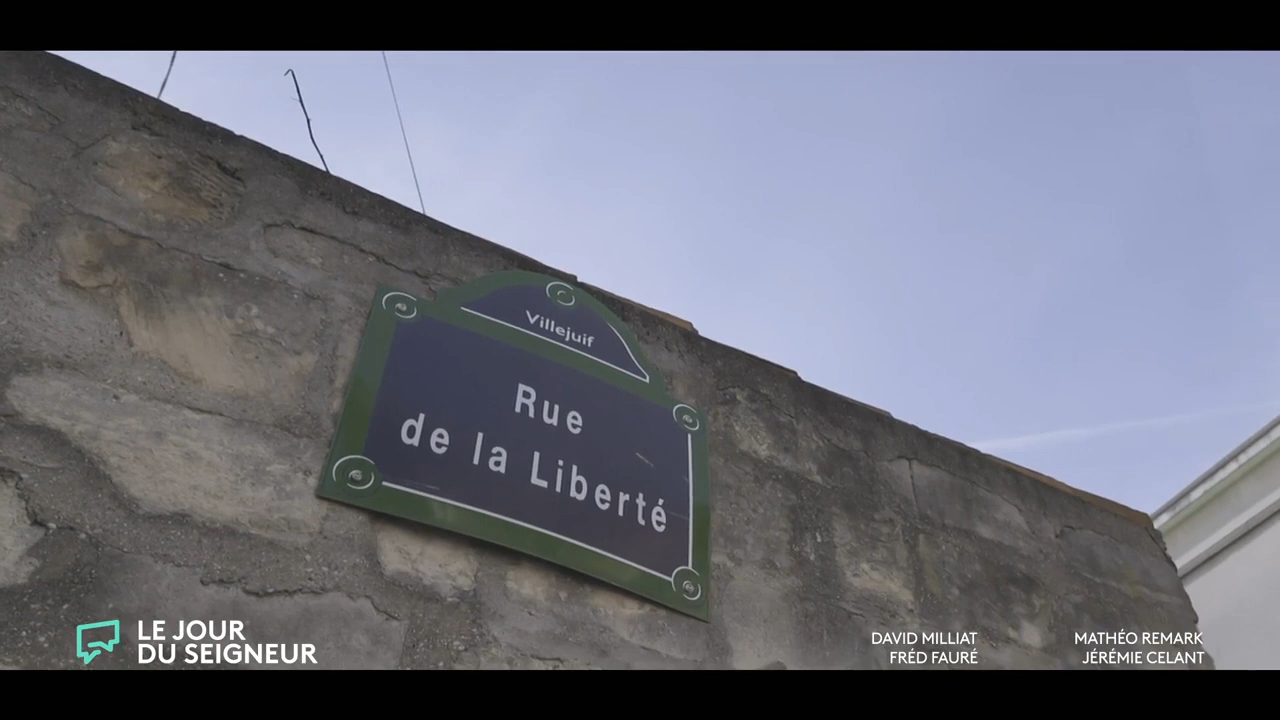 Villejuif
Rue
de la Liberté
LE JOUR
DU SEIGNEUR
DAVID MILLIAT
FRÉD FAURÉ
MATHÉO REMARK
JÉRÉMIE CELANT